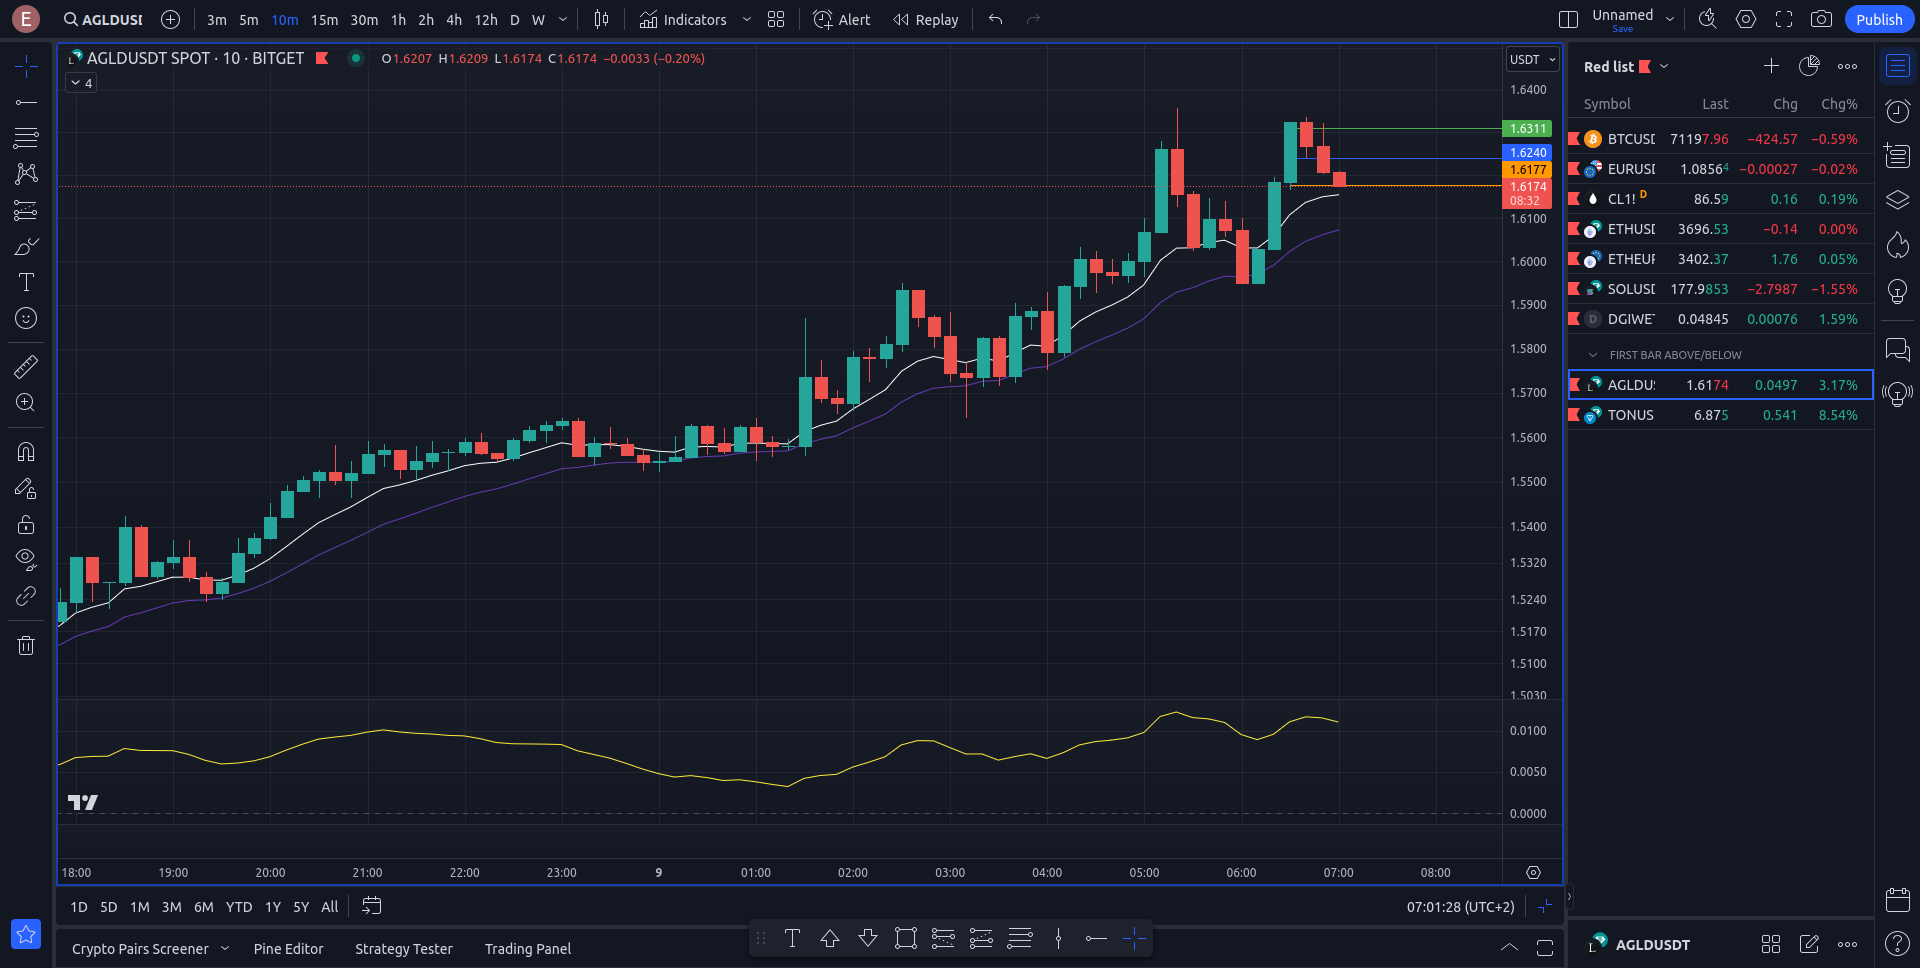 E
AGLDUSI 3m 5m 10m 15m 30m 1h 2h 4h 12h D W Indicators Alert Replay Unnamed Save Publish
AGLDUSDT SPOT · 10 · BITGET O1.6207 H1.6209 L1.6174 C1.6174 −0.0033 (−0.20%)
4
USDT
1.6400
1.6311
1.6240
1.6177
1.6174
08:32
1.6100
1.6000
1.5900
1.5800
1.5700
1.5600
1.5500
1.5400
1.5320
1.5240
1.5170
1.5100
1.5030
0.0100
0.0050
0.0000
18:00 19:00 20:00 21:00 22:00 23:00 9 01:00 02:00 03:00 04:00 05:00 06:00 07:00 08:00
1D 5D 1M 3M 6M YTD 1Y 5Y All 07:01:28 (UTC+2)
Crypto Pairs Screener Pine Editor Strategy Tester Trading Panel
T
Red list
Symbol Last Chg Chg%
BTCUSD 71197.96 −424.57 −0.59%
EURUSD 1.08564 −0.00027 −0.02%
CL1! D 86.59 0.16 0.19%
ETHUSD 3696.53 −0.14 0.00%
ETHEUR 3402.37 1.76 0.05%
SOLUSD 177.9853 −2.7987 −1.55%
D DGIWET 0.04845 0.00076 1.59%
FIRST BAR ABOVE/BELOW
L AGLDUS 1.6174 0.0497 3.17%
TONUS 6.875 0.541 8.54%
L AGLDUSDT